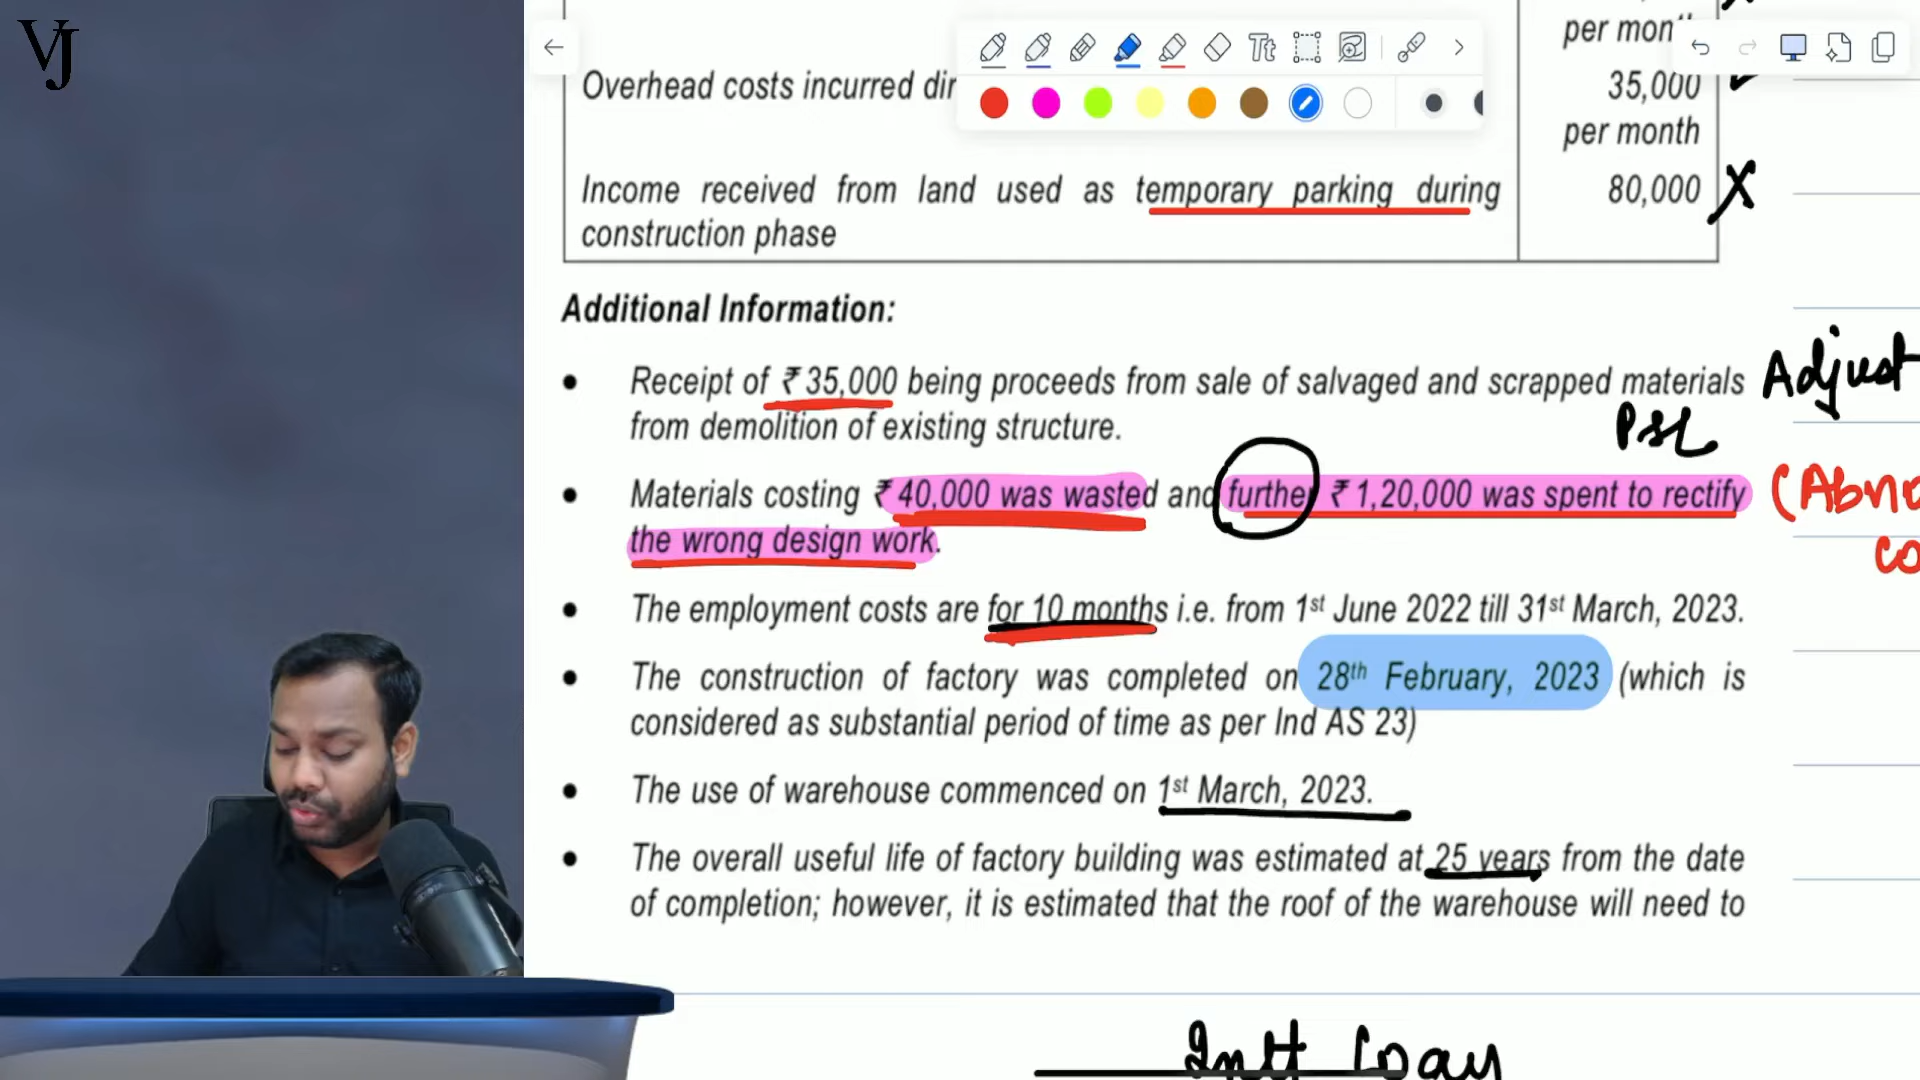 VJ
per month
Overhead costs incurred dir
35,000
per month
Income received from land used as temporary parking during
80,000
construction phase
Additional Information:
• Receipt of ₹ 35,000 being proceeds from sale of salvaged and scrapped materials
Adjust
from demolition of existing structure.
P&L
• Materials costing ₹ 40,000 was wasted and further ₹ 1,20,000 was spent to rectify
(Abno
the wrong design work.
co
• The employment costs are for 10 months i.e. from 1st June 2022 till 31st March, 2023.
• The construction of factory was completed on 28th February, 2023 (which is
considered as substantial period of time as per Ind AS 23)
• The use of warehouse commenced on 1st March, 2023.
• The overall useful life of factory building was estimated at 25 years from the date
of completion; however, it is estimated that the roof of the warehouse will need to